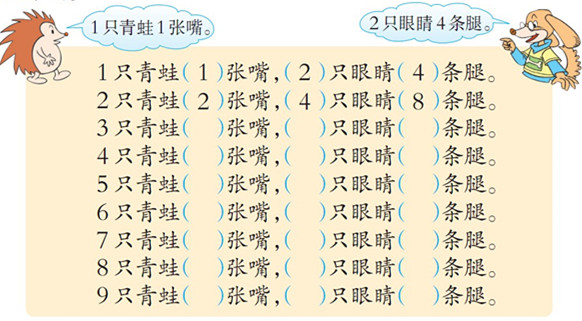 1只青蛙1张嘴。
2只眼睛4条腿。
1只青蛙(1)张嘴,(2)只眼睛(4)条腿。
2只青蛙(2)张嘴,(4)只眼睛(8)条腿。
3只青蛙( )张嘴,( )只眼睛( )条腿。
4只青蛙( )张嘴,( )只眼睛( )条腿。
5只青蛙( )张嘴,( )只眼睛( )条腿。
6只青蛙( )张嘴,( )只眼睛( )条腿。
7只青蛙( )张嘴,( )只眼睛( )条腿。
8只青蛙( )张嘴,( )只眼睛( )条腿。
9只青蛙( )张嘴,( )只眼睛( )条腿。